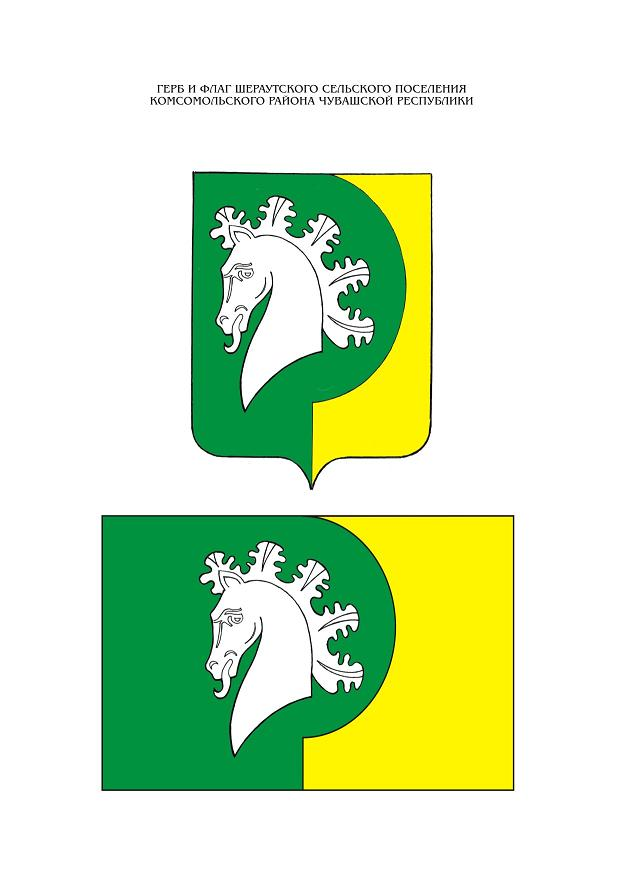 ГЕРБ И ФЛАГ ШЕРАУТСКОГО СЕЛЬСКОГО ПОСЕЛЕНИЯ
КОМСОМОЛЬСКОГО РАЙОНА ЧУВАШСКОЙ РЕСПУБЛИКИ